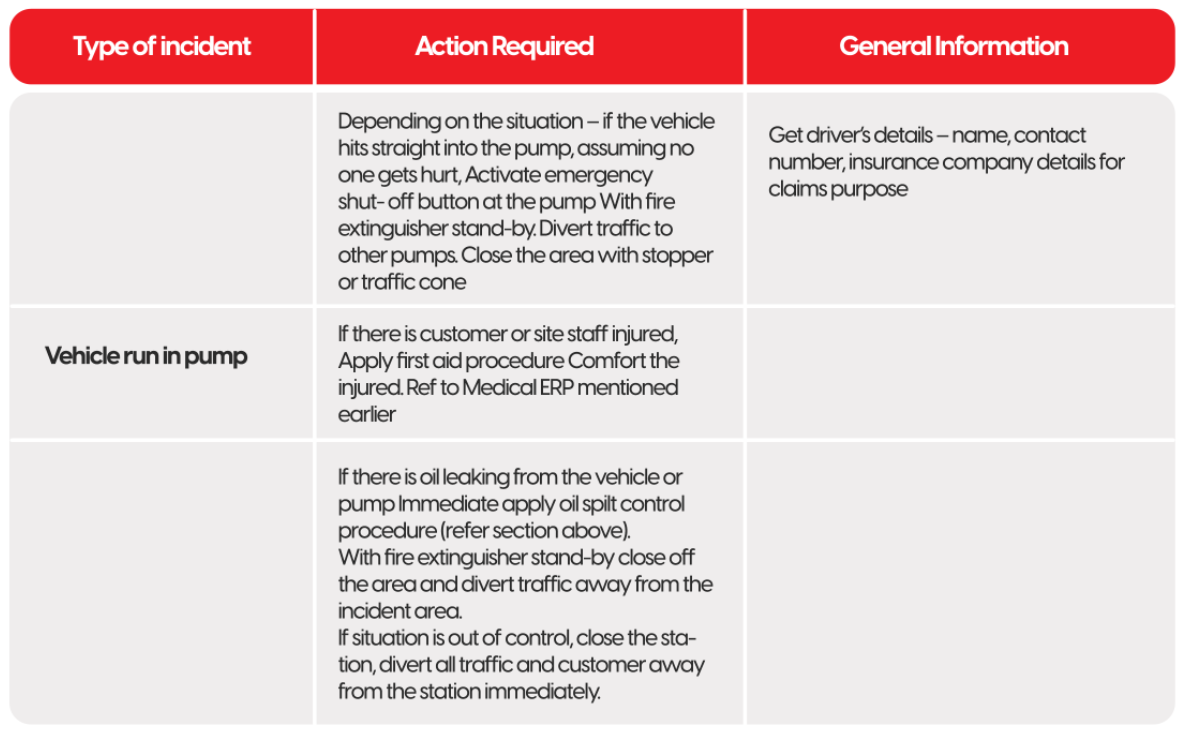 Type of incident
Action Required
General Information
Depending on the situation – if the vehicle
hits straight into the pump, assuming no
one gets hurt, Activate emergency
shut- off button at the pump With fire
extinguisher stand-by. Divert traffic to
other pumps. Close the area with stopper
or traffic cone
Get driver's details – name, contact
number, insurance company details for
claims purpose
Vehicle run in pump
If there is customer or site staff injured,
Apply first aid procedure Comfort the
injured. Ref to Medical ERP mentioned
earlier
If there is oil leaking from the vehicle or
pump Immediate apply oil spilt control
procedure (refer section above).
With fire extinguisher stand-by close off
the area and divert traffic away from the
incident area.
If situation is out of control, close the sta-
tion, divert all traffic and customer away
from the station immediately.